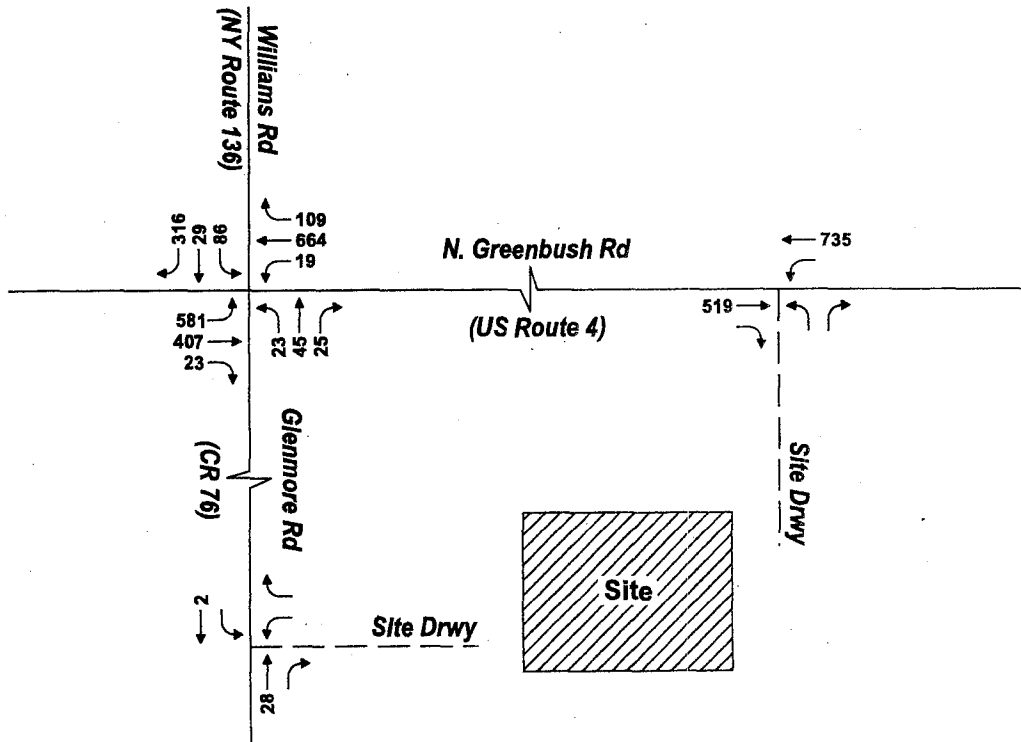 Williams Rd
(NY Route 136)
316
29
86
109
664
19
N. Greenbush Rd
(US Route 4)
735
519
581
407
23
23
45
25
Glenmore Rd
(CR 76)
Site Drwy
Site
2
Site Drwy
28